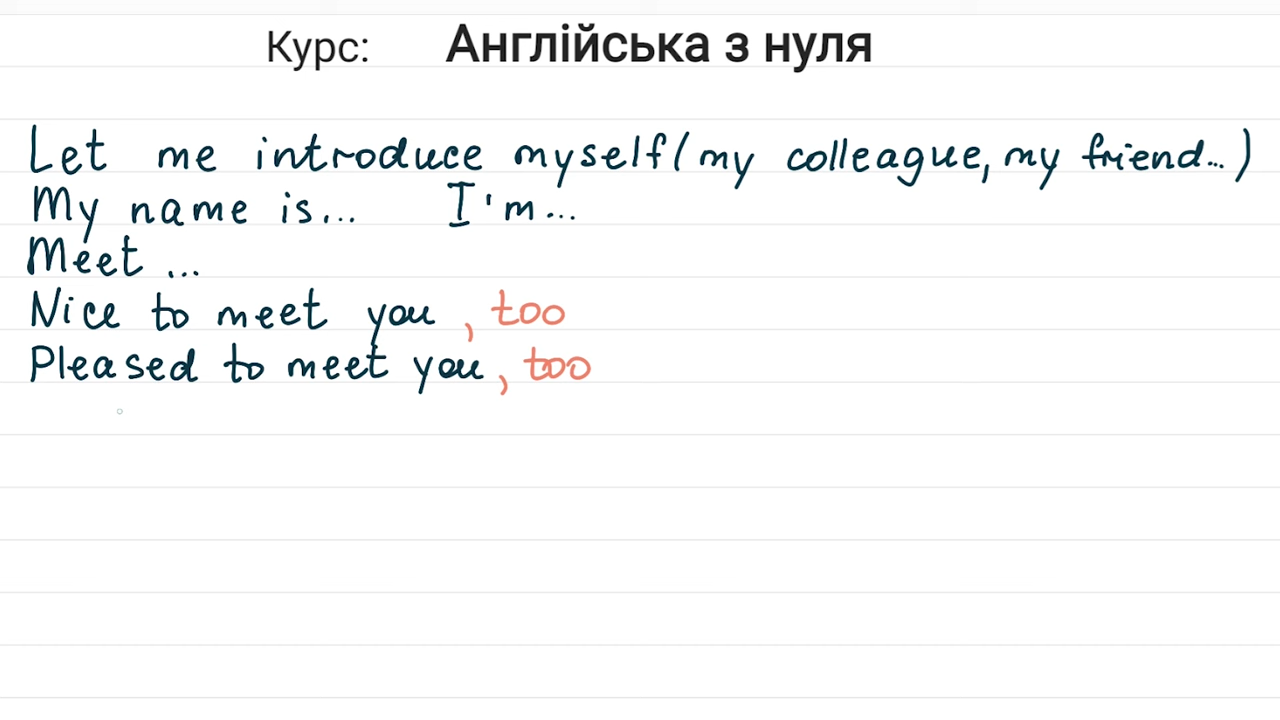 Курс: Англійська з нуля
Let me introduce myself (my colleague, my friend...)
My name is... I'm...
Meet ...
Nice to meet you, too
Pleased to meet you, too